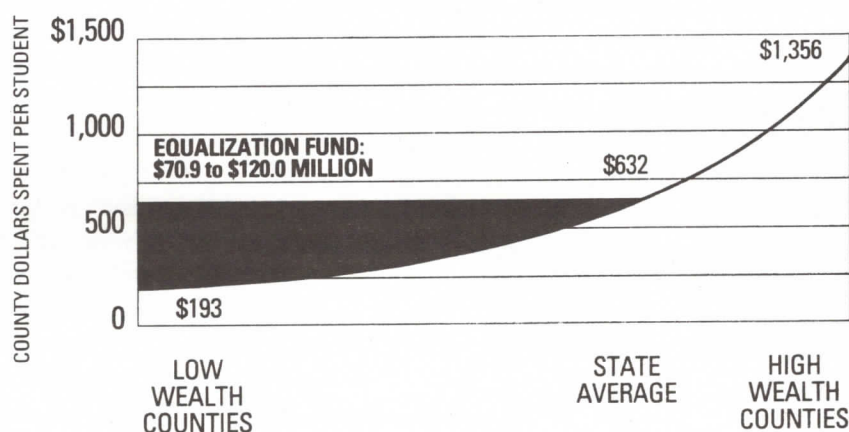 COUNTY DOLLARS SPENT PER STUDENT
$1,500
1,000
500
0
EQUALIZATION FUND:
$70.9 to $120.0 MILLION
$193
$632
$1,356
LOW
WEALTH
COUNTIES
STATE
AVERAGE
HIGH
WEALTH
COUNTIES